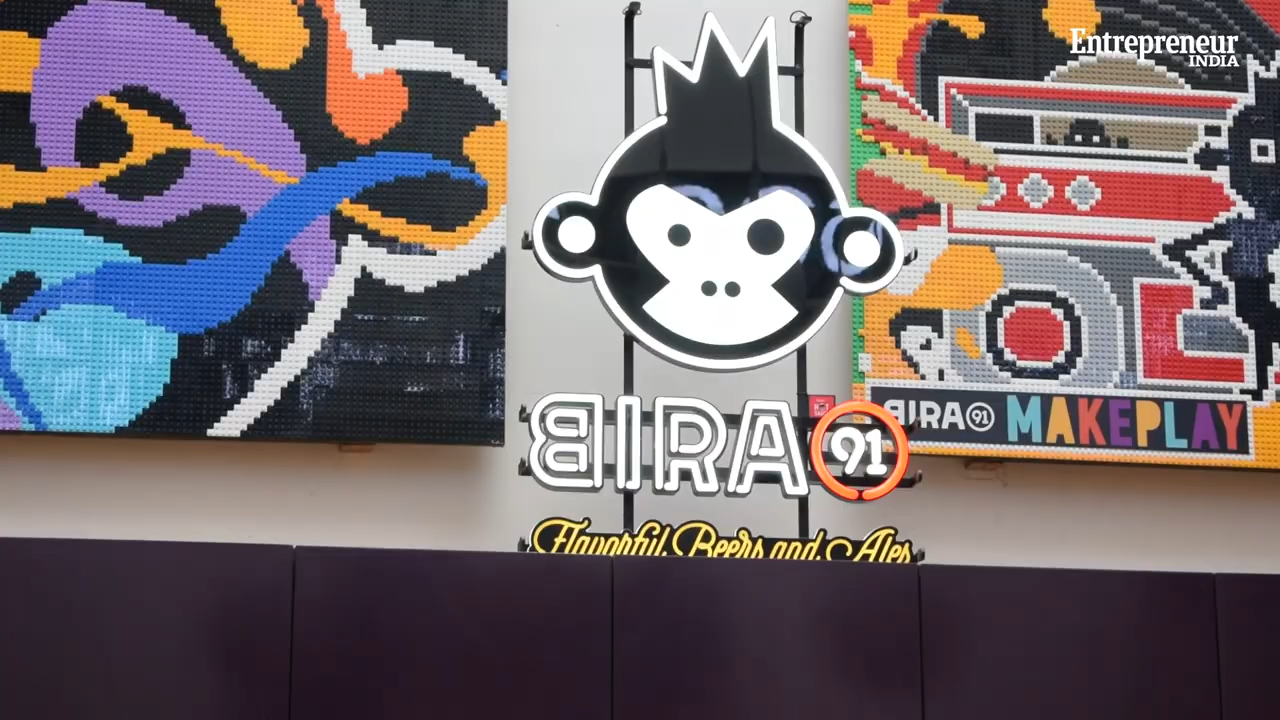 Entrepreneur
INDIA
BIRA 91
Flavorful Beers and Ales
BIRA 91 MAKEPLAY